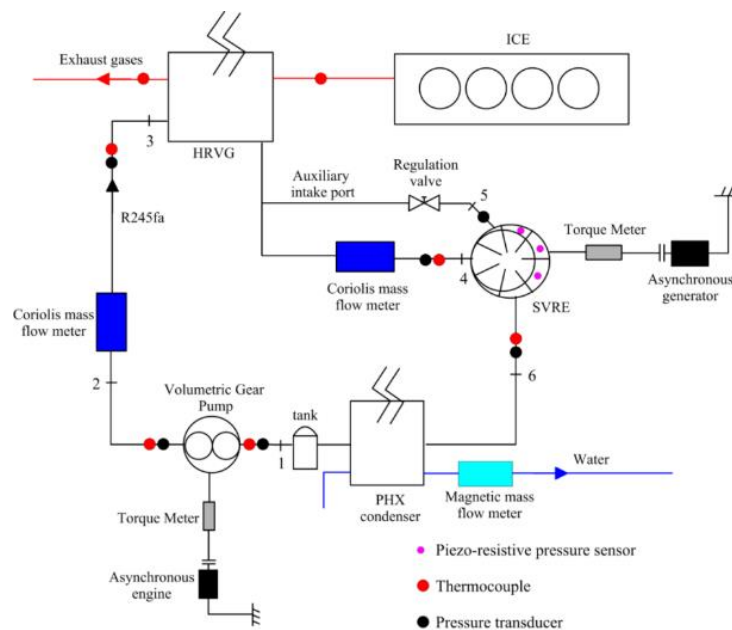 Exhaust gases
ICE
3
HRVG
Auxiliary
intake port
Regulation
valve
5
R245fa
Torque Meter
4
Coriolis mass
flow meter
SVRE
Asynchronous
generator
Coriolis mass
flow meter
2
6
Volumetric Gear
Pump
tank
1
Water
PHX
condenser
Magnetic mass
flow meter
Torque Meter
Piezo-resistive pressure sensor
Asynchronous
engine
Thermocouple
Pressure transducer